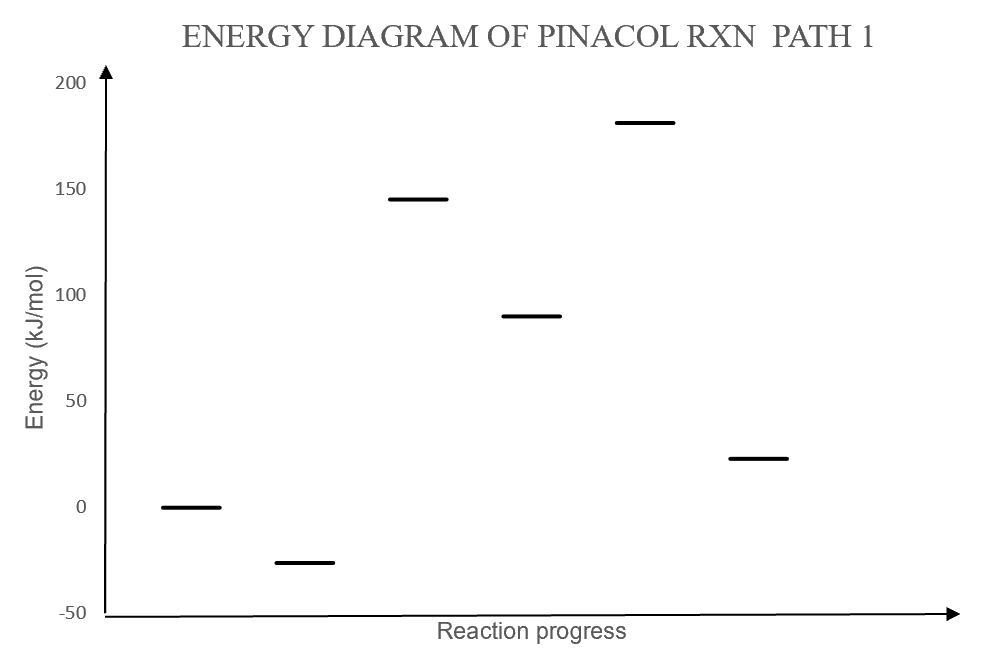 ENERGY DIAGRAM OF PINACOL RXN  PATH 1
200
150
100
50
0
-50
Energy (kJ/mol)
Reaction progress